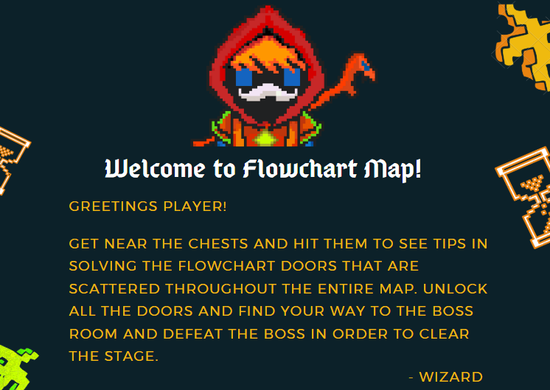 Welcome to Flowchart Map!
GREETINGS PLAYER!
GET NEAR THE CHESTS AND HIT THEM TO SEE TIPS IN
SOLVING THE FLOWCHART DOORS THAT ARE
SCATTERED THROUGHOUT THE ENTIRE MAP. UNLOCK
ALL THE DOORS AND FIND YOUR WAY TO THE BOSS
ROOM AND DEFEAT THE BOSS IN ORDER TO CLEAR
THE STAGE.
- WIZARD